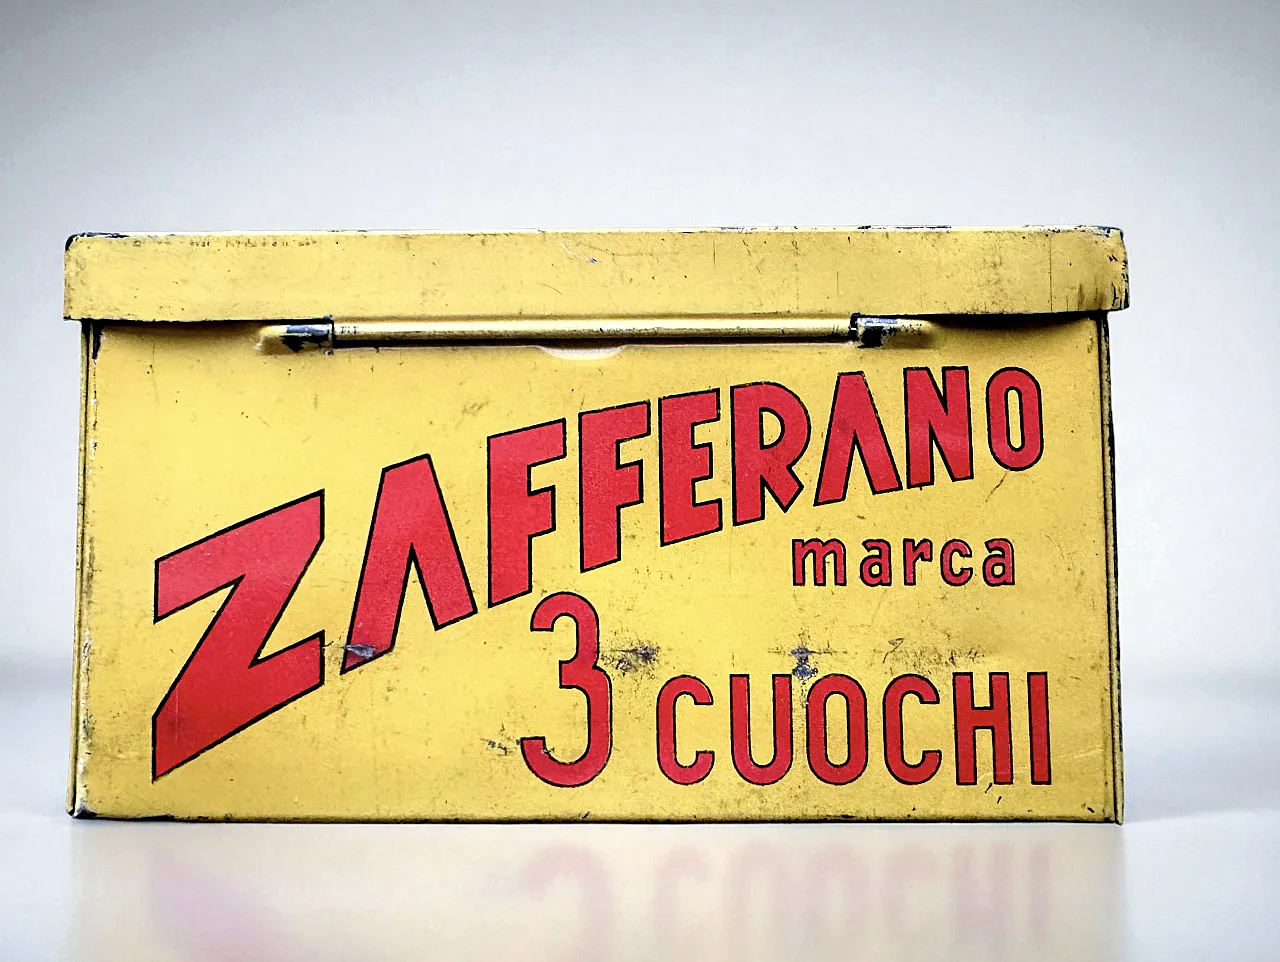 ZAFFERANO
marca
3 CUOCHI